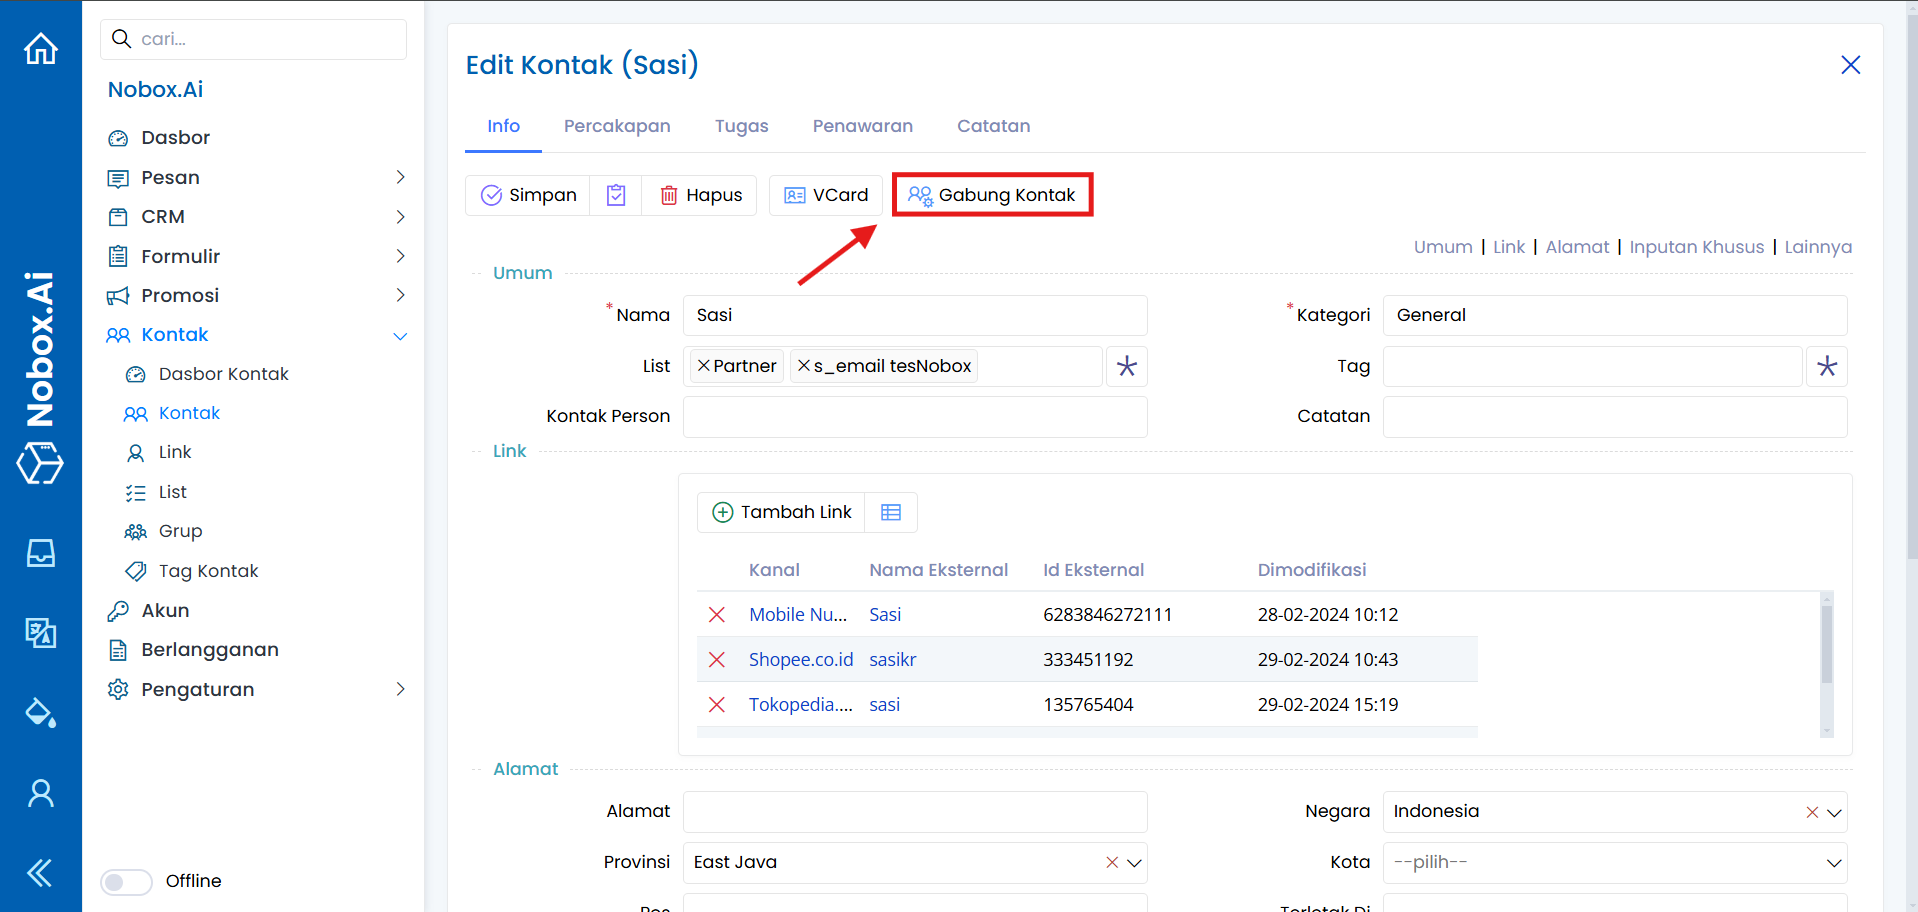 Nobox.Ai
cari...
Nobox.Ai
Dasbor
Pesan
CRM
Formulir
Promosi
Kontak
Dasbor Kontak
Kontak
Link
List
Grup
Tag Kontak
Akun
Berlangganan
Pengaturan
Offline
Edit Kontak (Sasi)
Info Percakapan Tugas Penawaran Catatan
Simpan Hapus VCard Gabung Kontak
Umum | Link | Alamat | Inputan Khusus | Lainnya
Umum
* Nama Sasi * Kategori General
List Partner s_email tesNobox Tag
Kontak Person Catatan
Link
Tambah Link
Kanal Nama Eksternal Id Eksternal Dimodifikasi
Mobile Nu... Sasi 6283846272111 28-02-2024 10:12
Shopee.co.id sasikr 333451192 29-02-2024 10:43
Tokopedia.... sasi 135765404 29-02-2024 15:19
Alamat
Alamat Negara Indonesia
Provinsi East Java Kota --pilih--
Pos Terletak Di